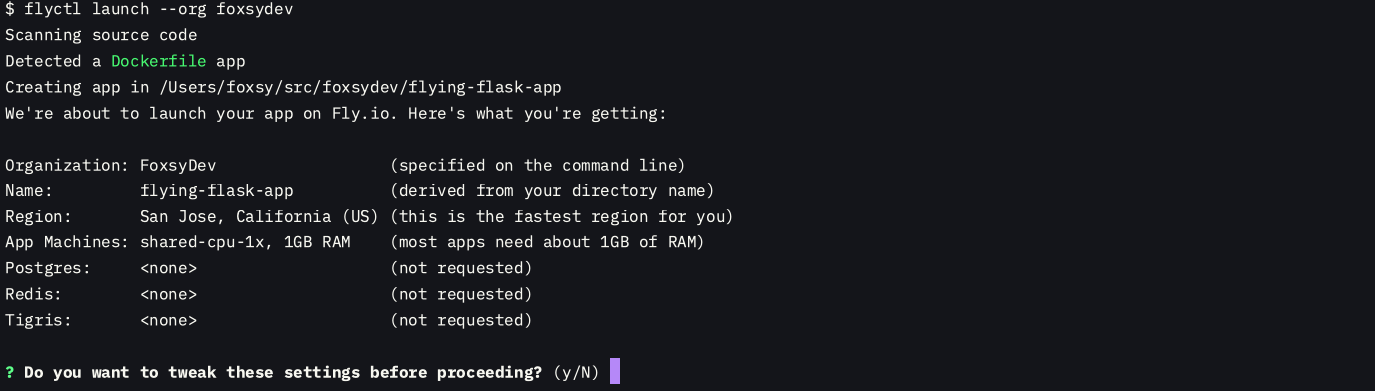 $ flyctl launch --org foxsydev
Scanning source code
Detected a Dockerfile app
Creating app in /Users/foxsy/src/foxsydev/flying-flask-app
We're about to launch your app on Fly.io. Here's what you're getting:
Organization: FoxsyDev (specified on the command line)
Name: flying-flask-app (derived from your directory name)
Region: San Jose, California (US) (this is the fastest region for you)
App Machines: shared-cpu-1x, 1GB RAM (most apps need about 1GB of RAM)
Postgres: <none> (not requested)
Redis: <none> (not requested)
Tigris: <none> (not requested)
? Do you want to tweak these settings before proceeding? (y/N)